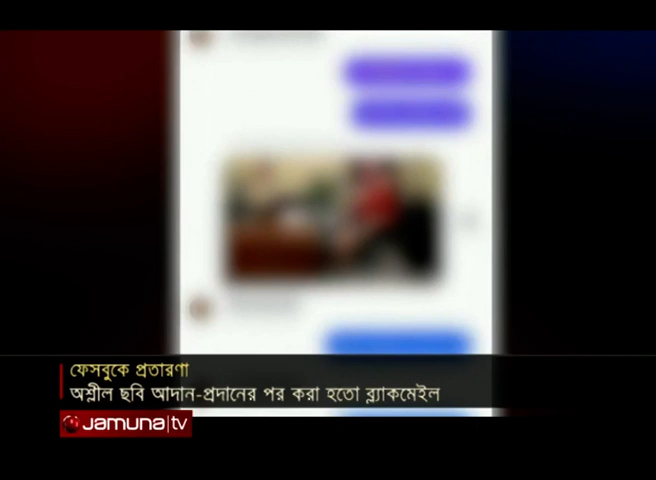 ফেসবুকে প্রতারণা
অশ্লীল ছবি আদান-প্রদানের পর করা হতো ব্ল্যাকমেইল
Jamuna|tv